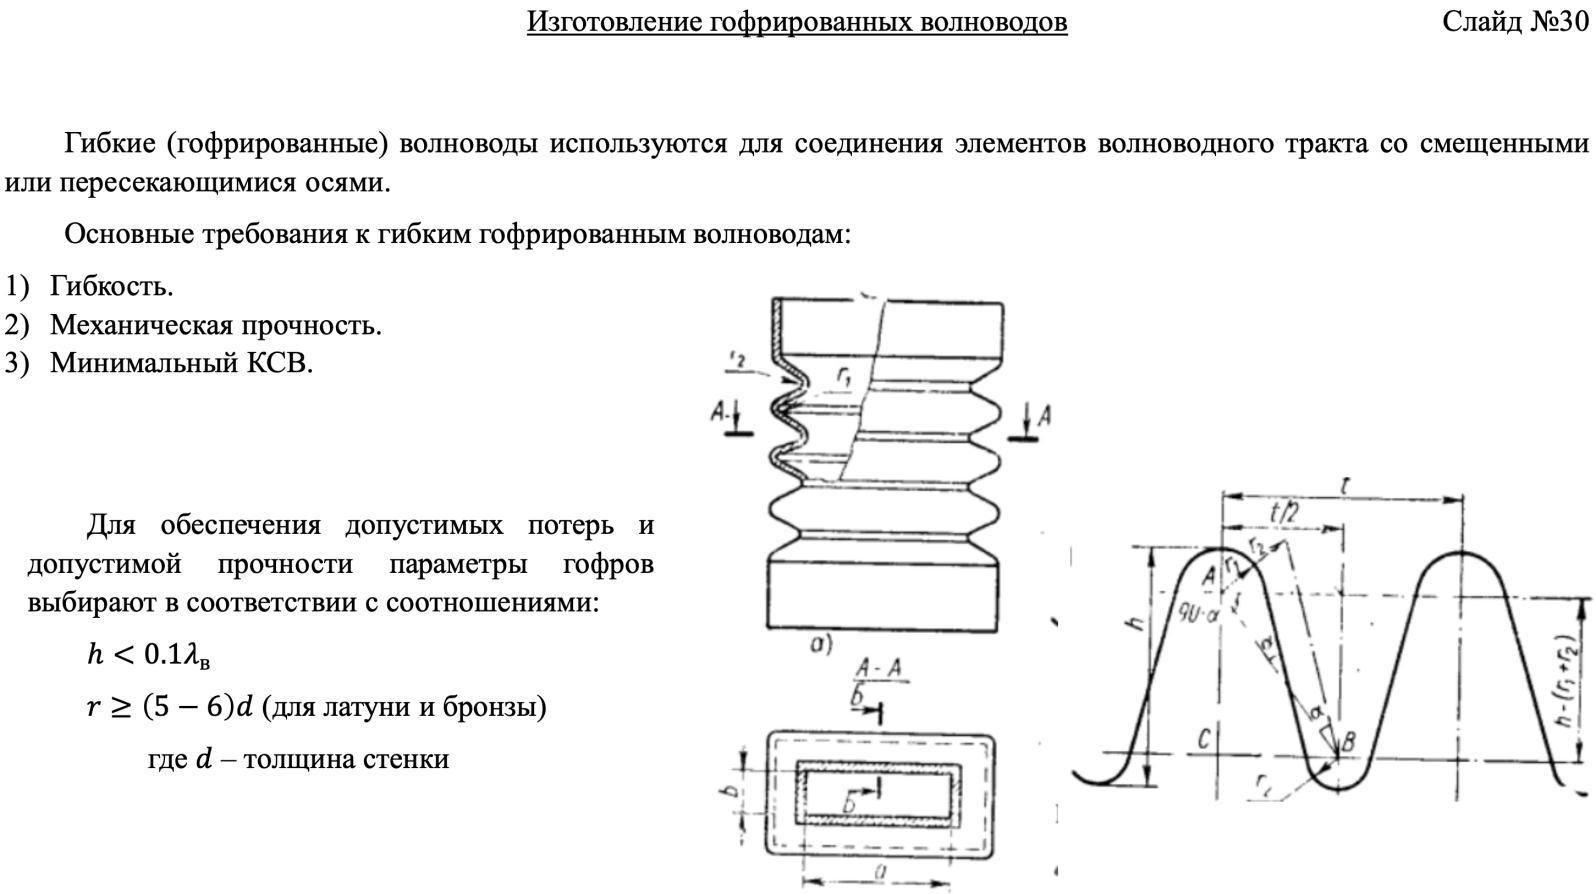 Изготовление гофрированных волноводов
Слайд №30
Гибкие (гофрированные) волноводы используются для соединения элементов волноводного тракта со смещенными
или пересекающимися осями.
Основные требования к гибким гофрированным волноводам:
1) Гибкость.
2) Механическая прочность.
3) Минимальный КСВ.
Для обеспечения допустимых потерь и
допустимой прочности параметры гофров
выбирают в соответствии с соотношениями:
h < 0.1λв
r ≥ (5 − 6)d (для латуни и бронзы)
где d – толщина стенки
r2
r1
А
А
а)
А - А
Б
Б
b
a
t
t/2
r2
r1
A
90-α
h
α
α
h-(r1+r2)
C
B